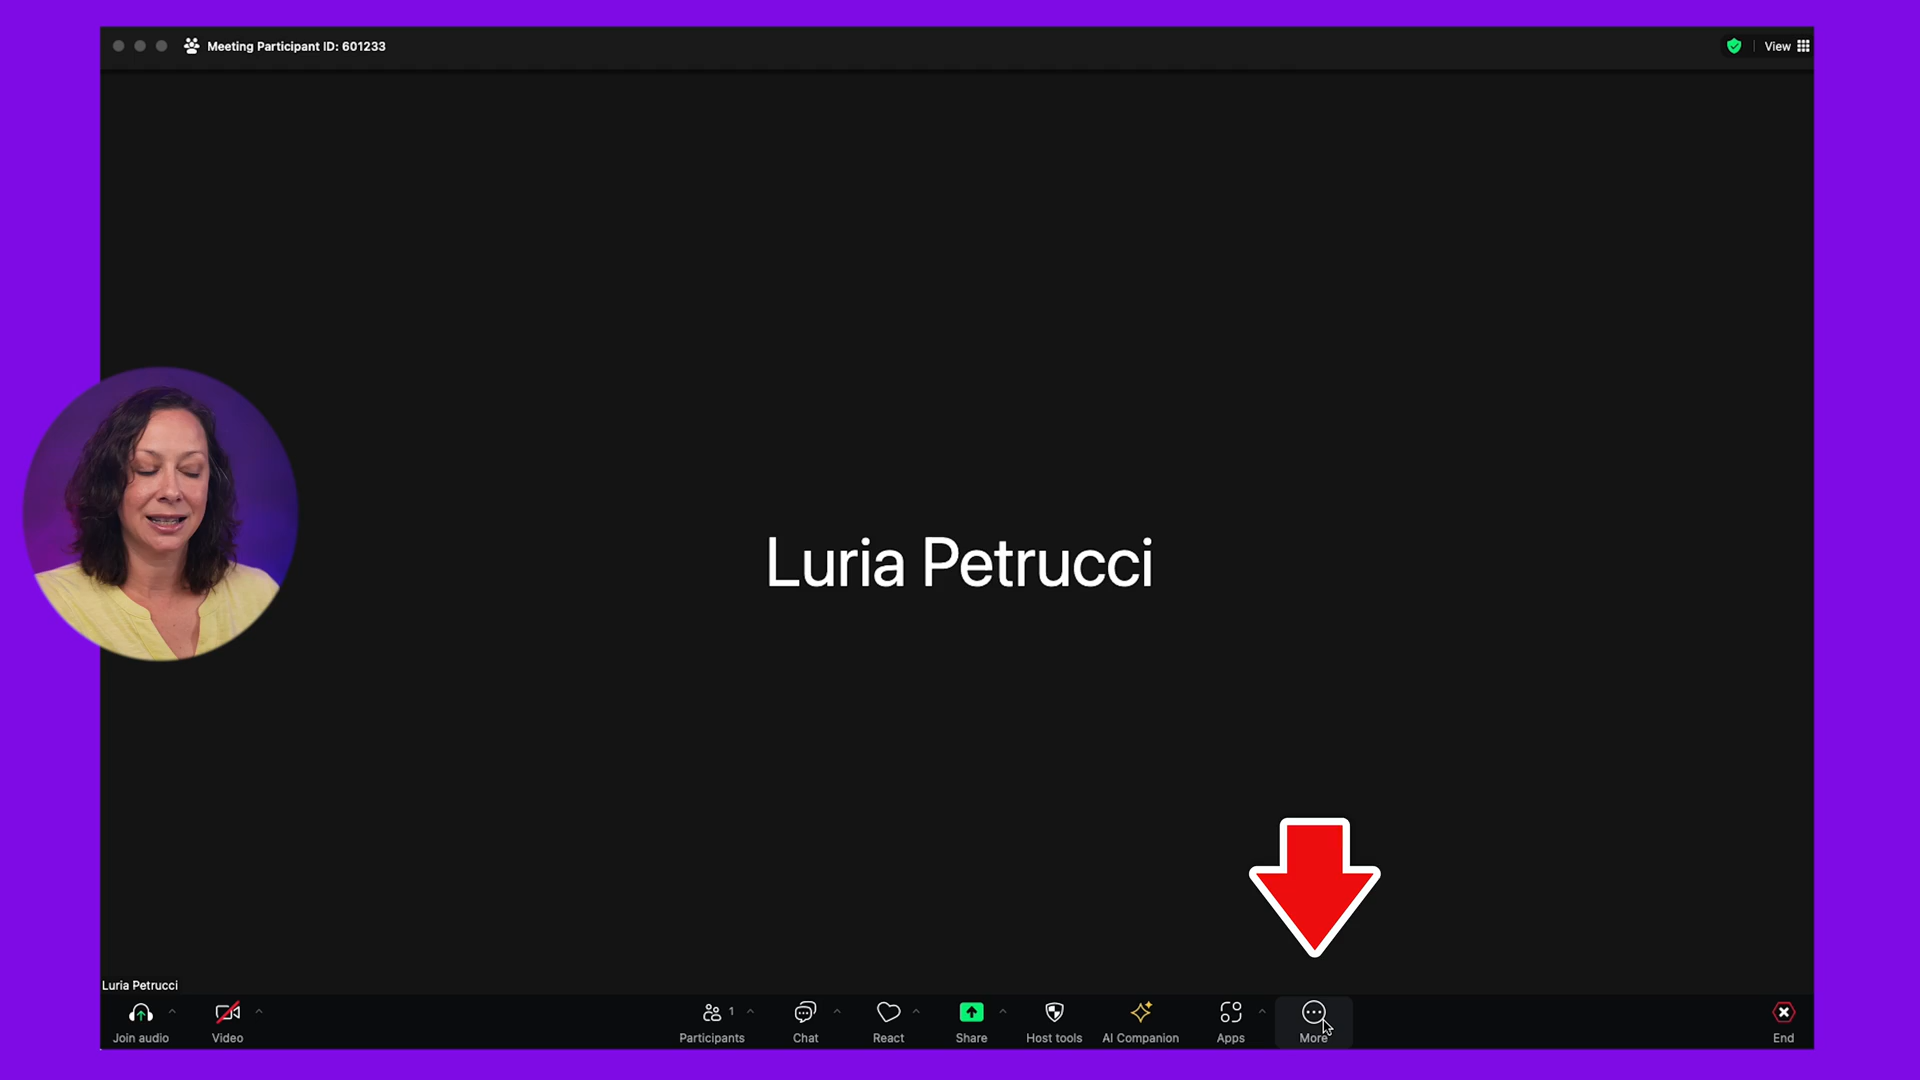 Meeting Participant ID: 601233
View
Luria Petrucci
Luria Petrucci
Join audio
Video
Participants
1
Chat
React
Share
Host tools
AI Companion
Apps
More
End